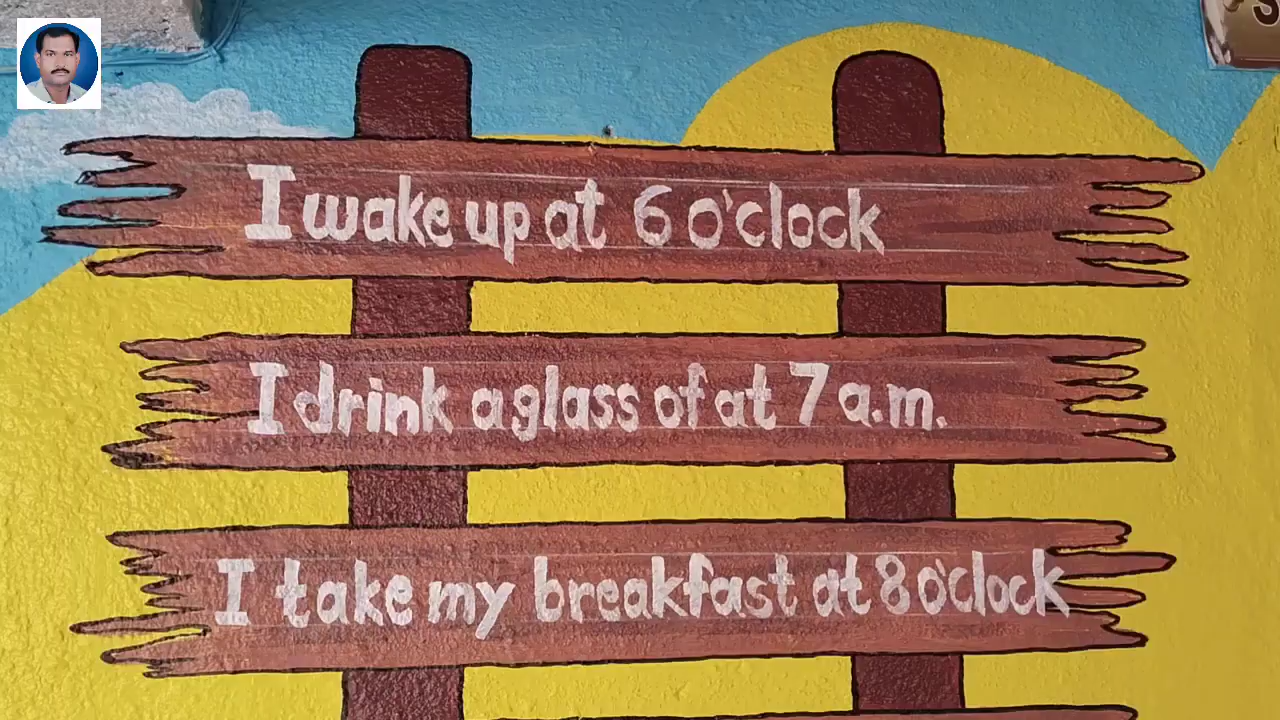 I wake up at 6 o'clock
I drink a glass of at 7 a.m.
I take my breakfast at 8 o'clock